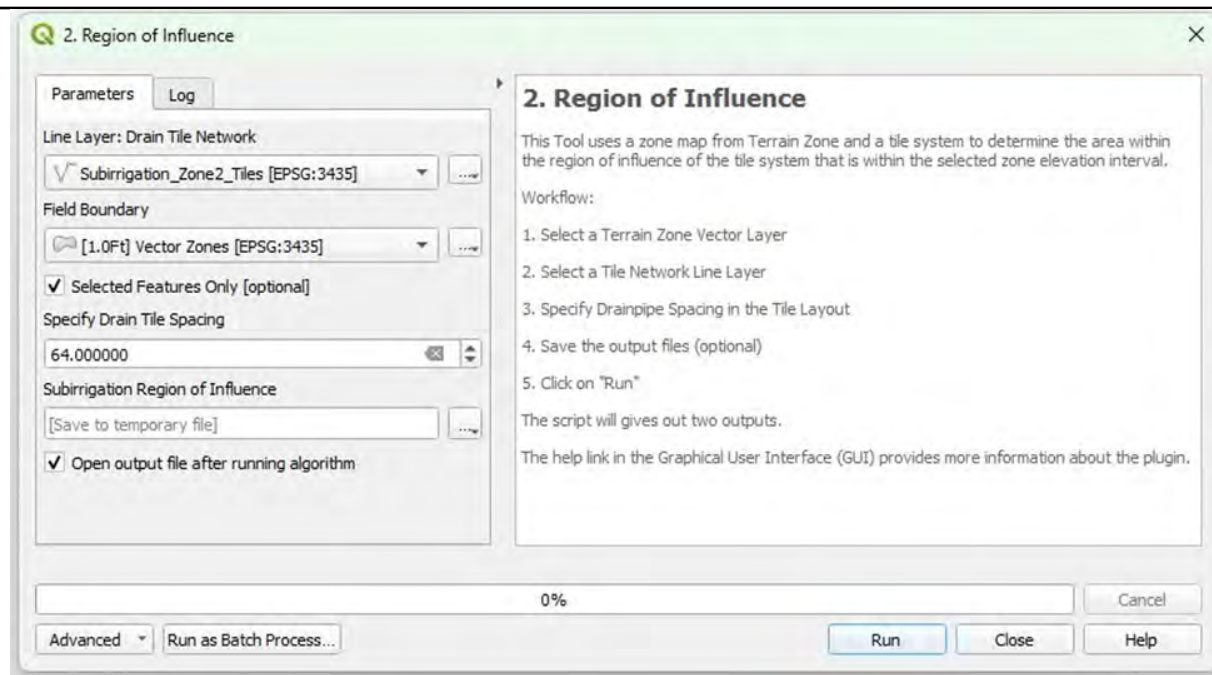 2. Region of Influence
Parameters
Log
Line Layer: Drain Tile Network
Subirrigation_Zone2_Tiles [EPSG:3435]
Field Boundary
[1.0Ft] Vector Zones [EPSG:3435]
Selected Features Only [optional]
Specify Drain Tile Spacing
64.000000
Subirrigation Region of Influence
[Save to temporary file]
Open output file after running algorithm
2. Region of Influence
This Tool uses a zone map from Terrain Zone and a tile system to determine the area within
the region of influence of the tile system that is within the selected zone elevation interval.
Workflow:
1. Select a Terrain Zone Vector Layer
2. Select a Tile Network Line Layer
3. Specify Drainpipe Spacing in the Tile Layout
4. Save the output files (optional)
5. Click on "Run"
The script will gives out two outputs.
The help link in the Graphical User Interface (GUI) provides more information about the plugin.
0%
Cancel
Advanced
Run as Batch Process...
Run
Close
Help